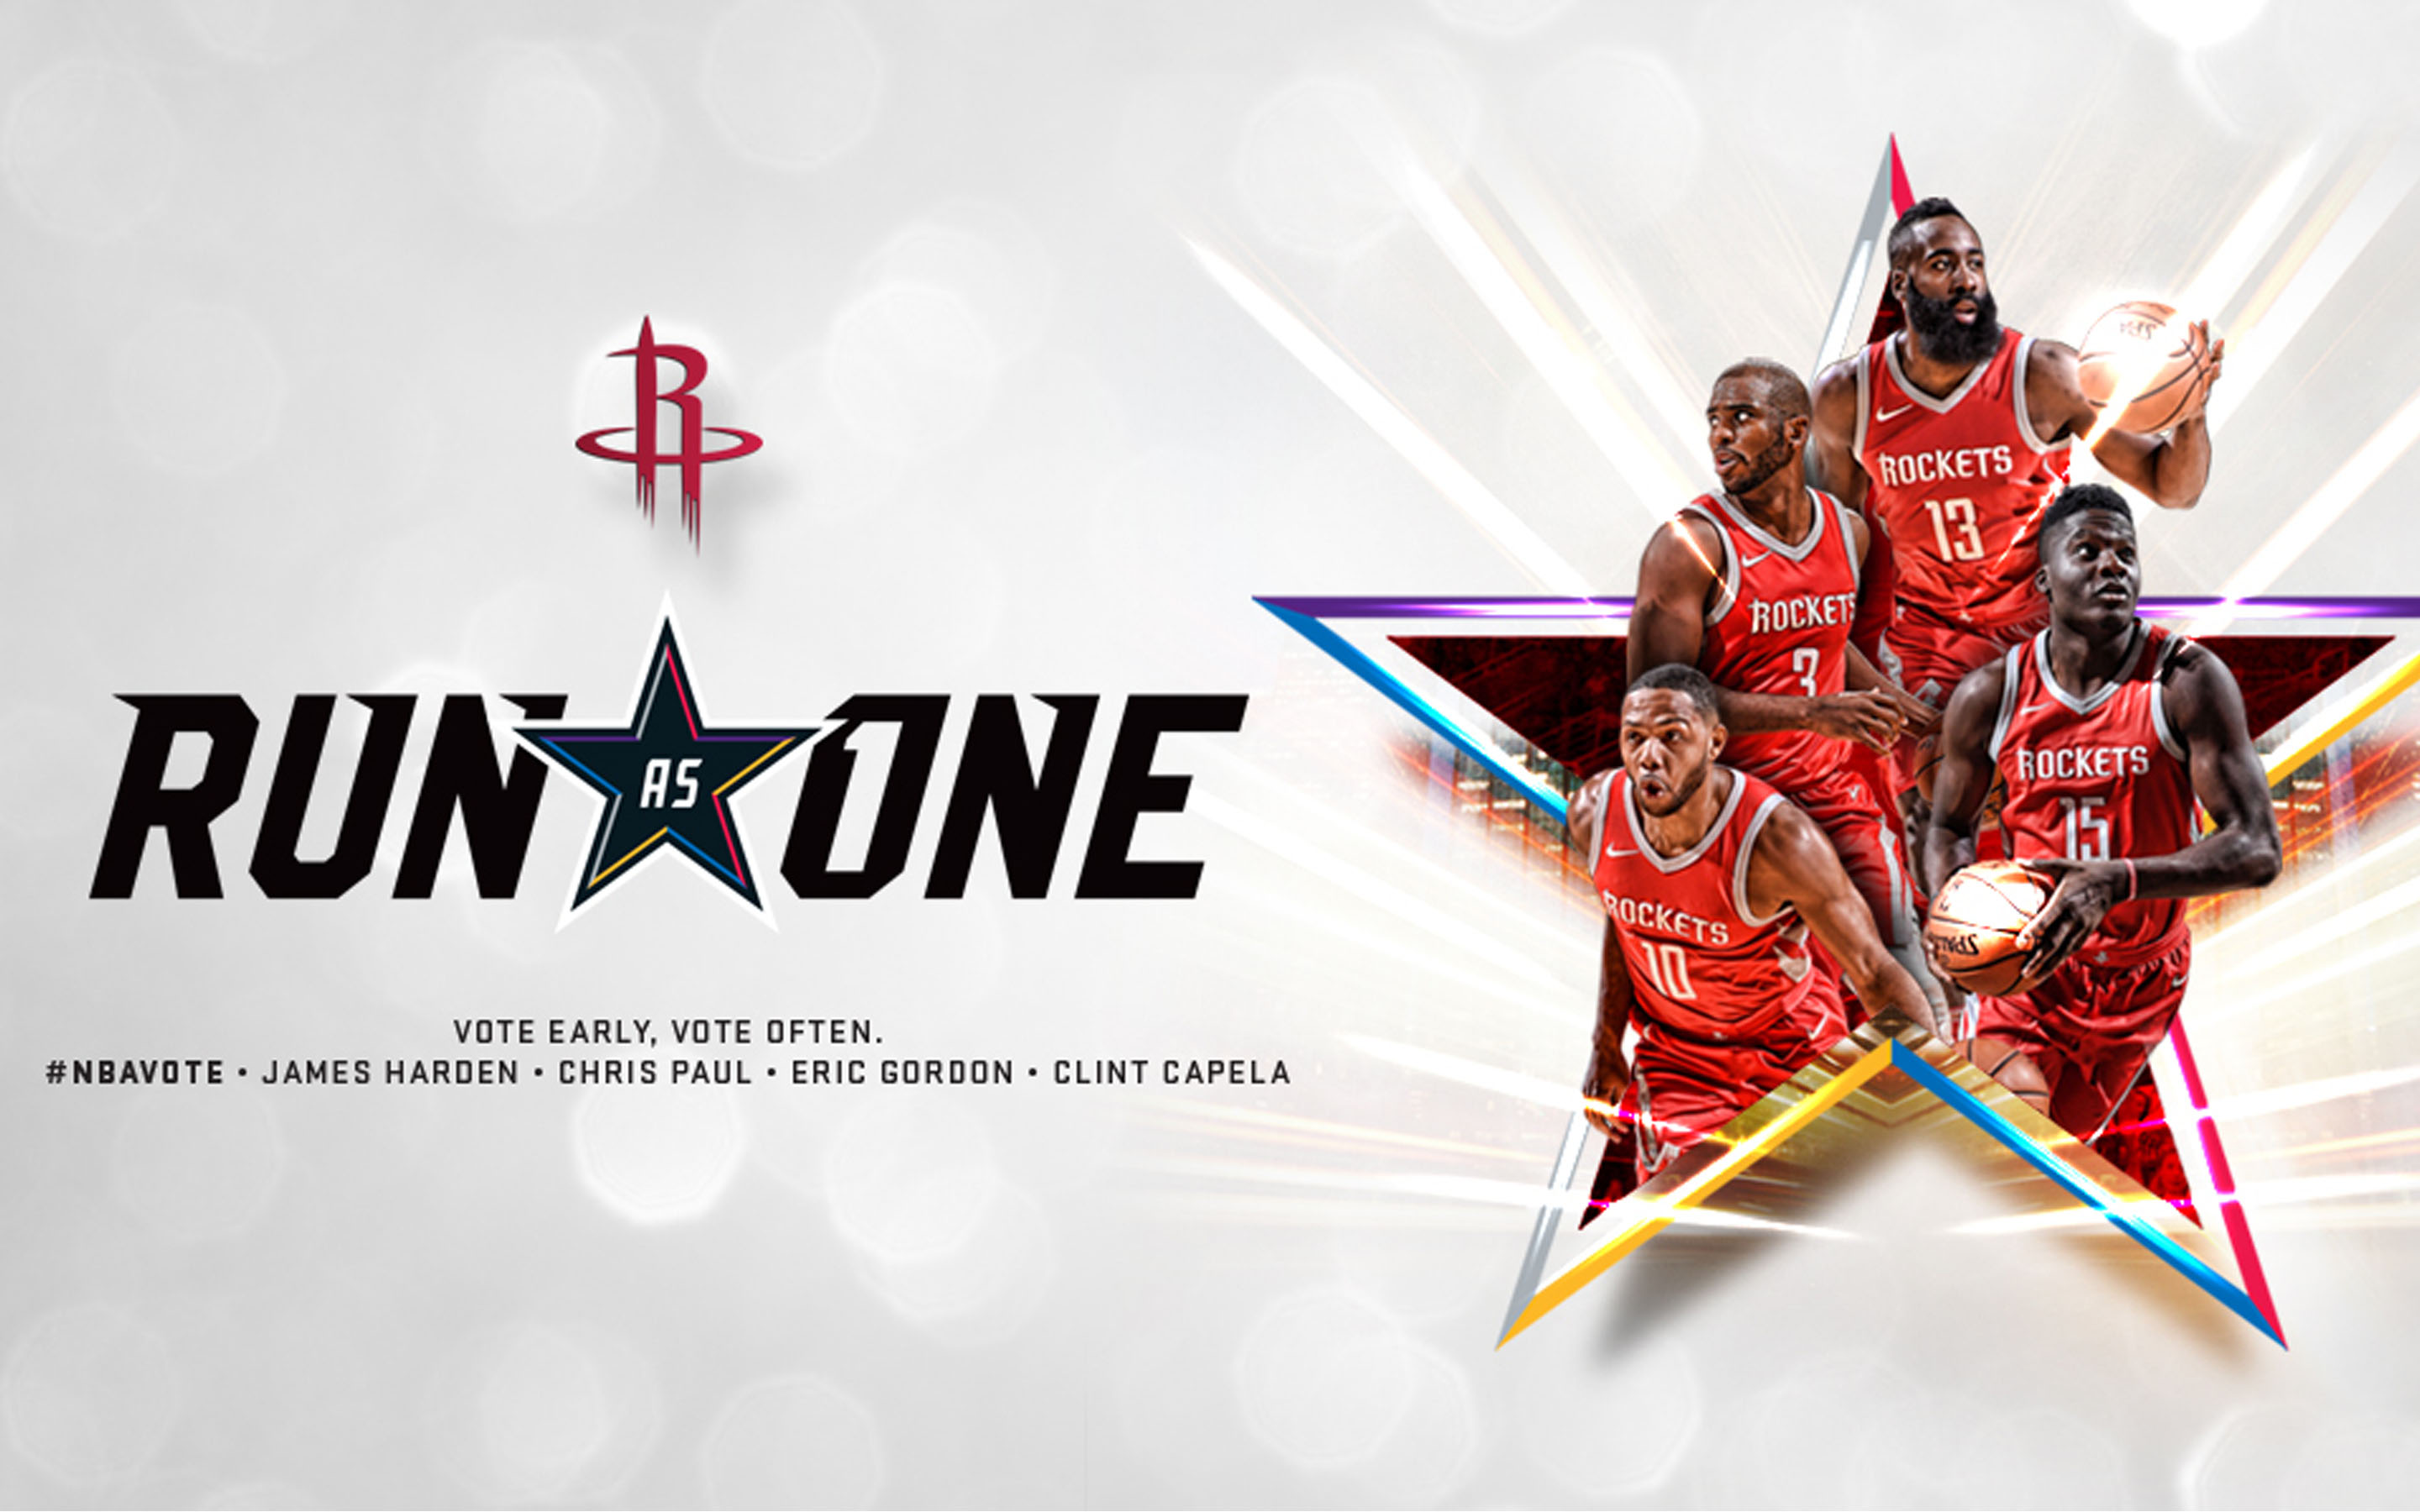 RUN AS ONE
VOTE EARLY, VOTE OFTEN.
#NBAVOTE • JAMES HARDEN • CHRIS PAUL • ERIC GORDON • CLINT CAPELA
ROCKETS
13
ROCKETS
3
ROCKETS
15
ROCKETS
10
SPALDING